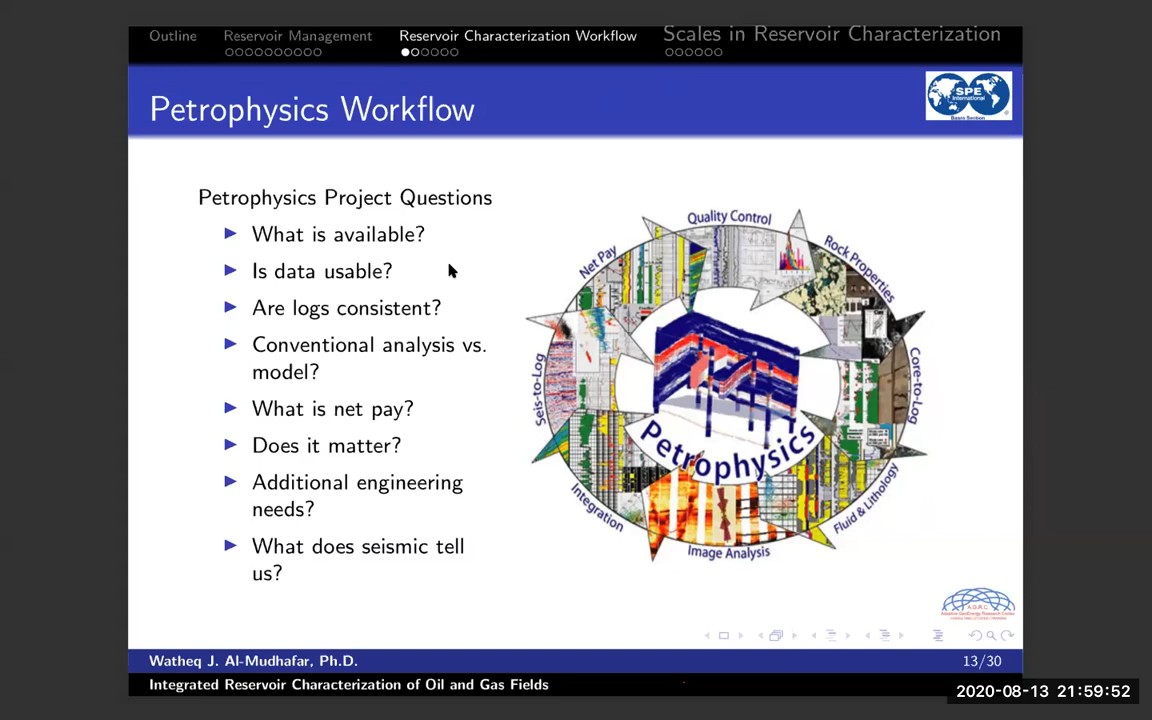 Outline
Reservoir Management
Reservoir Characterization Workflow
Scales in Reservoir Characterization
Petrophysics Workflow
SPE
International
Basra Section
Petrophysics Project Questions
What is available?
Is data usable?
Are logs consistent?
Conventional analysis vs.
model?
What is net pay?
Does it matter?
Additional engineering
needs?
What does seismic tell
us?
Quality Control
Rock Properties
Core-to-Log
Fluid & Lithology
Image Analysis
Integration
Seis-to-Log
Net Pay
Petrophysics
A.G.R.C
Watheq J. Al-Mudhafar, Ph.D.
13/30
Integrated Reservoir Characterization of Oil and Gas Fields
2020-08-13 21:59:52